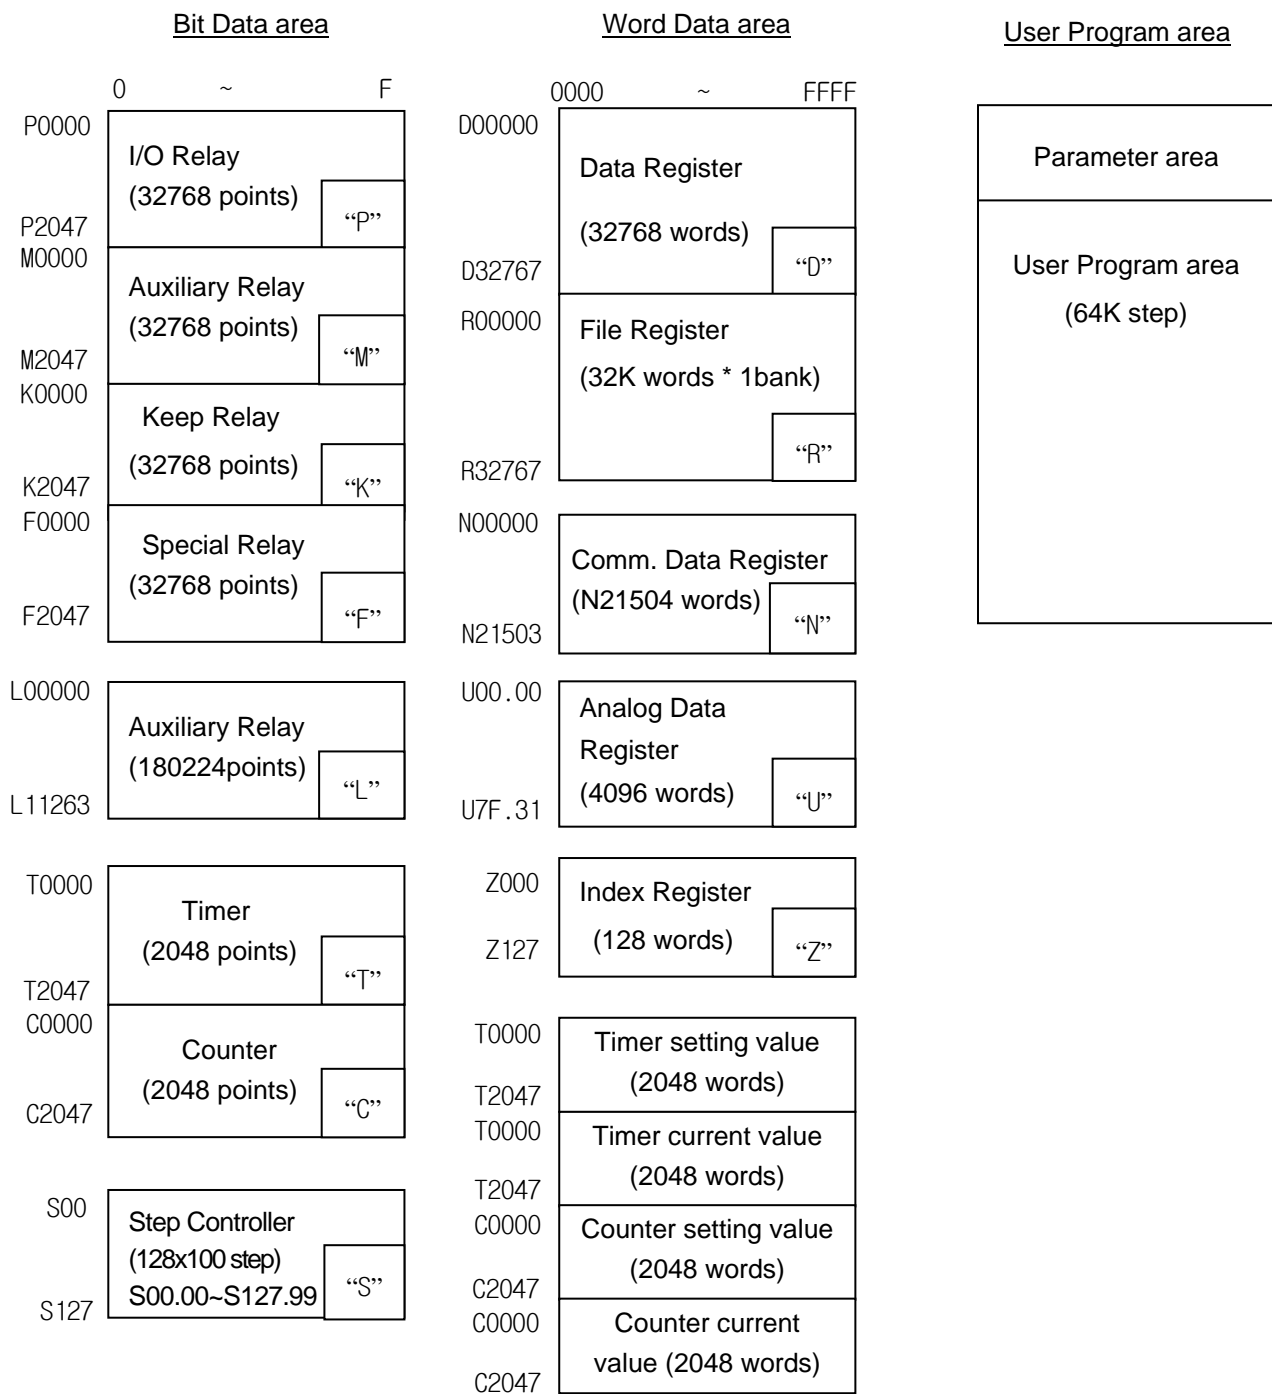 Bit Data area
0 ~ F
P0000
I/O Relay
(32768 points)
“P”
P2047
M0000
Auxiliary Relay
(32768 points)
“M”
M2047
K0000
Keep Relay
(32768 points)
“K”
K2047
F0000
Special Relay
(32768 points)
“F”
F2047
L00000
Auxiliary Relay
(180224points)
“L”
L11263
T0000
Timer
(2048 points)
“T”
T2047
C0000
Counter
(2048 points)
“C”
C2047
S00
Step Controller
(128x100 step)
S00.00~S127.99
“S”
S127
Word Data area
0000 ~ FFFF
D00000
Data Register
(32768 words)
“D”
D32767
R00000
File Register
(32K words * 1bank)
“R”
R32767
N00000
Comm. Data Register
(N21504 words)
“N”
N21503
U00.00
Analog Data
Register
(4096 words)
“U”
U7F.31
Z000
Index Register
(128 words)
“Z”
Z127
T0000
Timer setting value
(2048 words)
T2047
T0000
Timer current value
(2048 words)
T2047
C0000
Counter setting value
(2048 words)
C2047
C0000
Counter current
value (2048 words)
C2047
User Program area
Parameter area
User Program area
(64K step)